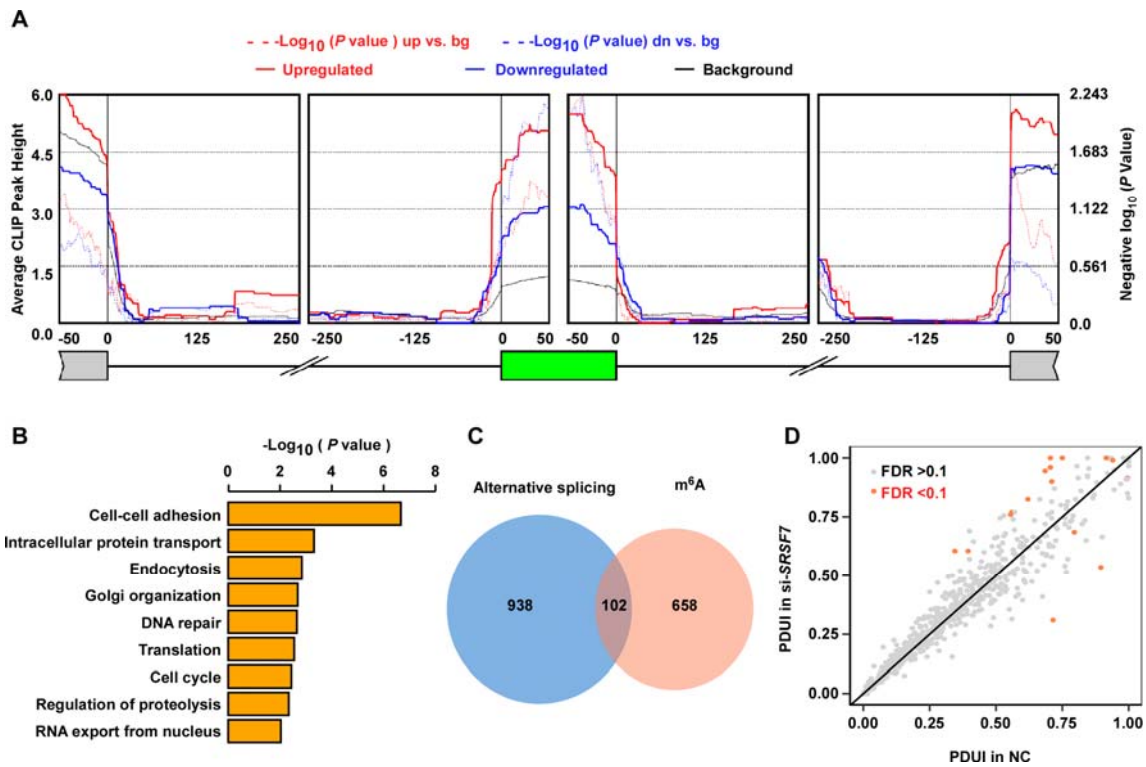 A
-Log10 (P value ) up vs. bg
-Log10 (P value) dn vs. bg
Upregulated
Downregulated
Background
Average CLIP Peak Height
6.0
4.5
3.0
1.5
0.0
2.243
1.683
1.122
0.561
0.0
Negative log10 (P Value)
-50 0 125 250
-250 -125 0 50
-50 0 125 250
-250 -125 0 50
B
-Log10 ( P value )
0 2 4 6 8
Cell-cell adhesion
Intracellular protein transport
Endocytosis
Golgi organization
DNA repair
Translation
Cell cycle
Regulation of proteolysis
RNA export from nucleus
C
Alternative splicing
m6A
938
102
658
D
FDR >0.1
FDR <0.1
PDUI in si-SRSF7
1.00
0.75
0.50
0.25
0.00
0.00 0.25 0.50 0.75 1.00
PDUI in NC